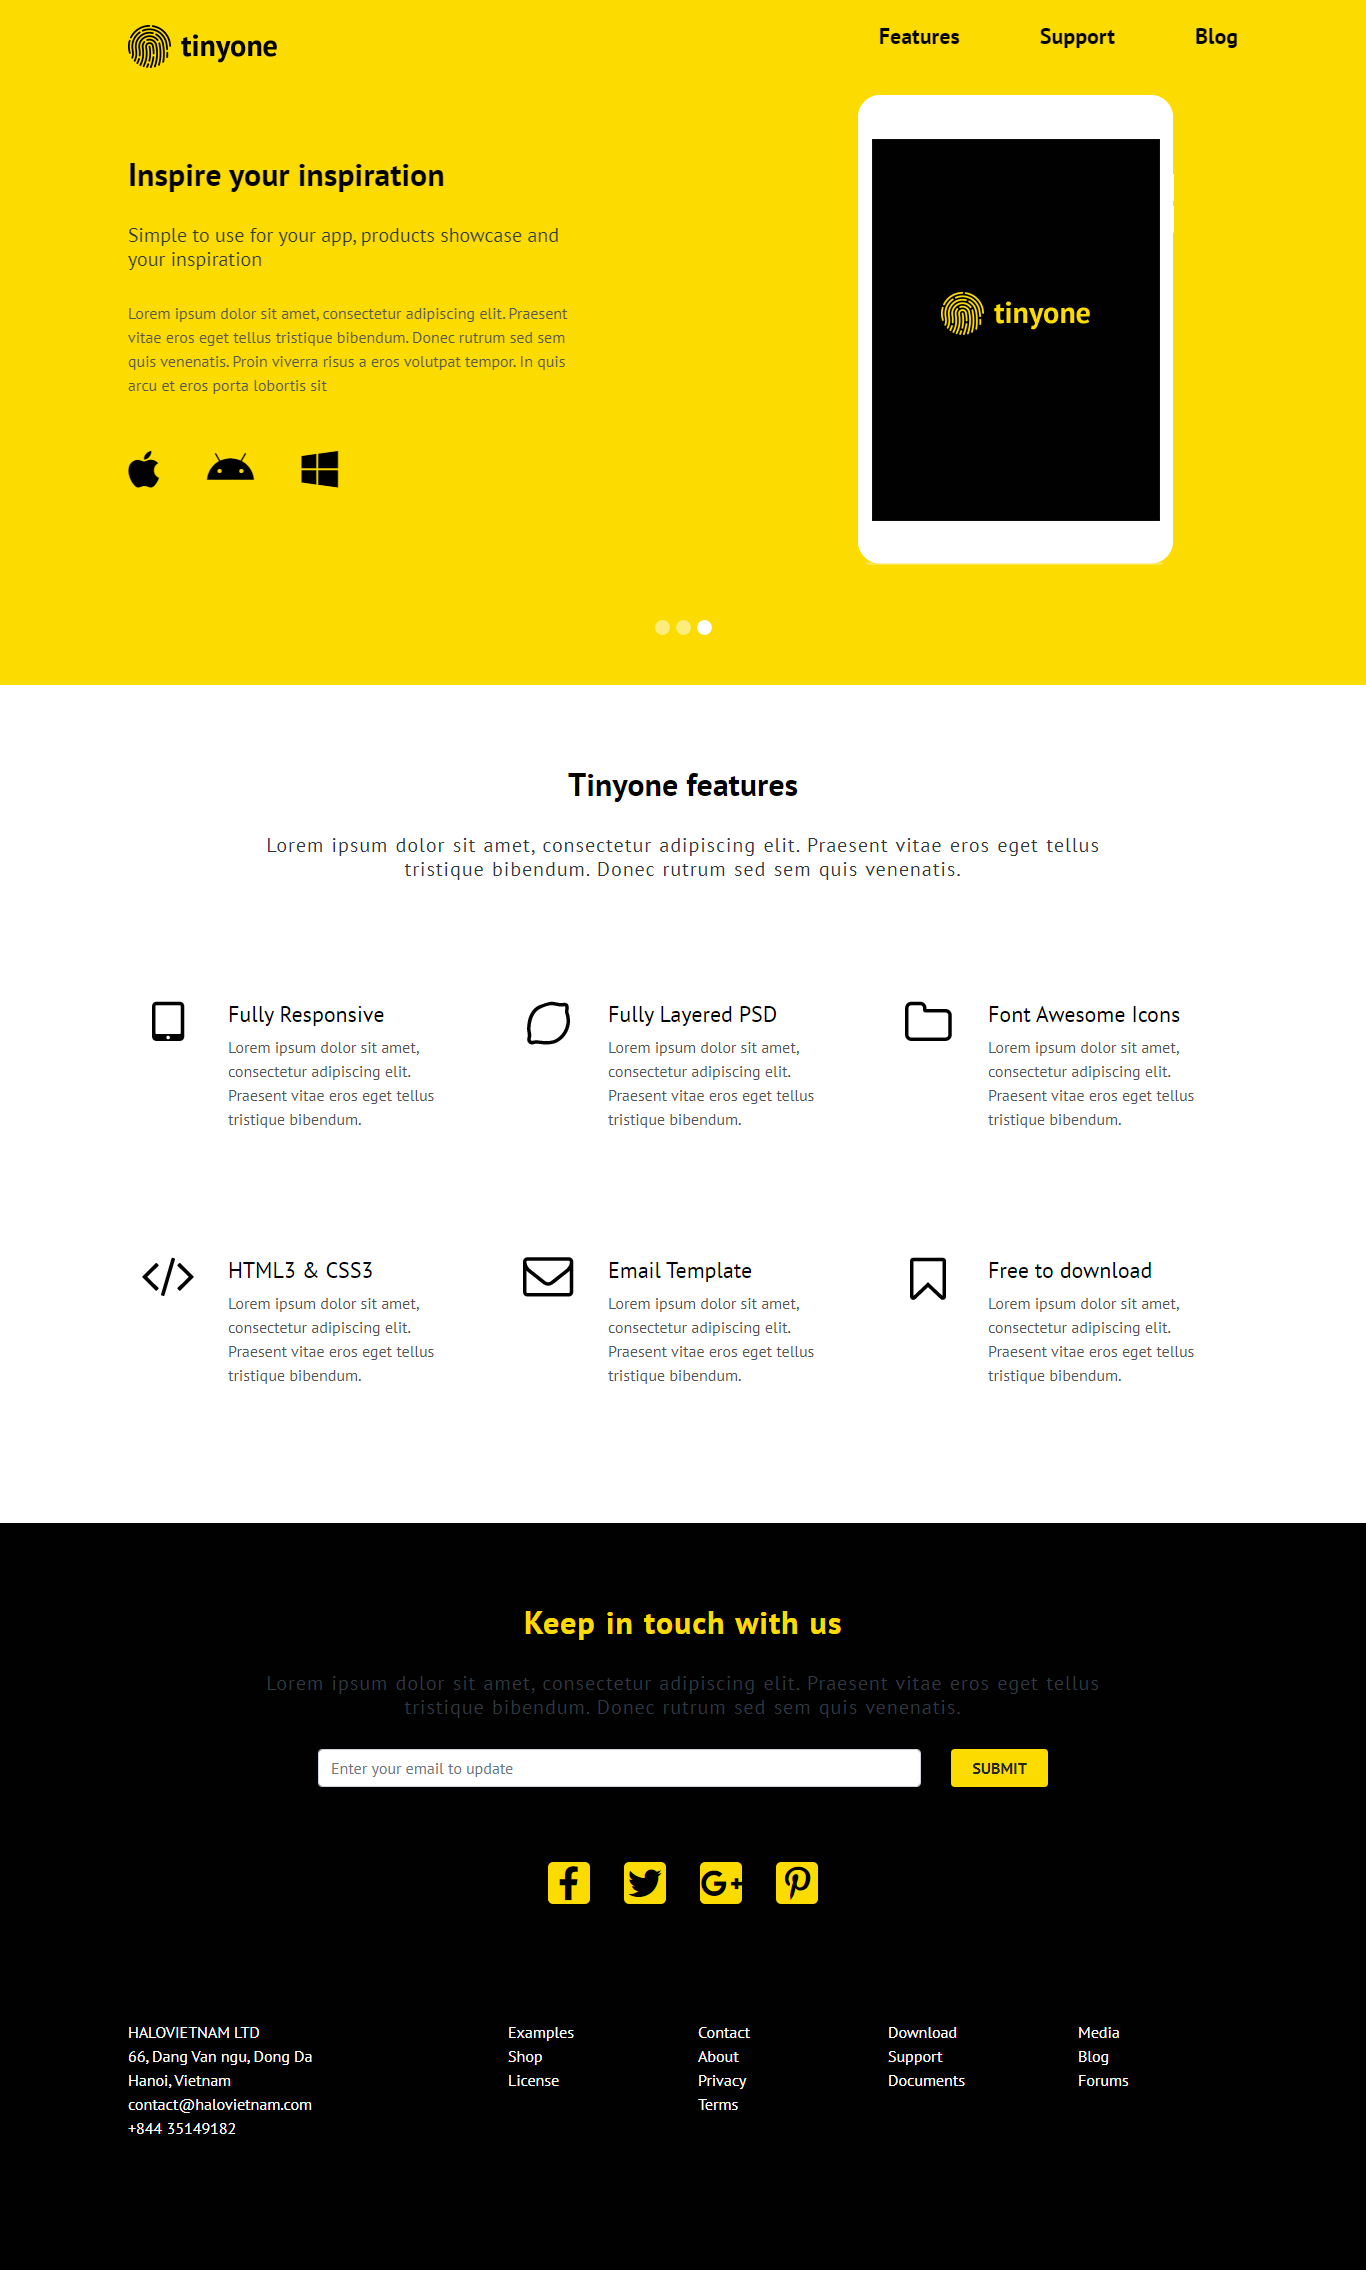 tinyone
Features
Support
Blog
Inspire your inspiration
Simple to use for your app, products showcase and
your inspiration
Lorem ipsum dolor sit amet, consectetur adipiscing elit. Praesent
vitae eros eget tellus tristique bibendum. Donec rutrum sed sem
quis venenatis. Proin viverra risus a eros volutpat tempor. In quis
arcu et eros porta lobortis sit
tinyone
Tinyone features
Lorem ipsum dolor sit amet, consectetur adipiscing elit. Praesent vitae eros eget tellus
tristique bibendum. Donec rutrum sed sem quis venenatis.
Fully Responsive
Lorem ipsum dolor sit amet,
consectetur adipiscing elit.
Praesent vitae eros eget tellus
tristique bibendum.
Fully Layered PSD
Lorem ipsum dolor sit amet,
consectetur adipiscing elit.
Praesent vitae eros eget tellus
tristique bibendum.
Font Awesome Icons
Lorem ipsum dolor sit amet,
consectetur adipiscing elit.
Praesent vitae eros eget tellus
tristique bibendum.
HTML3 & CSS3
Lorem ipsum dolor sit amet,
consectetur adipiscing elit.
Praesent vitae eros eget tellus
tristique bibendum.
Email Template
Lorem ipsum dolor sit amet,
consectetur adipiscing elit.
Praesent vitae eros eget tellus
tristique bibendum.
Free to download
Lorem ipsum dolor sit amet,
consectetur adipiscing elit.
Praesent vitae eros eget tellus
tristique bibendum.
Keep in touch with us
Lorem ipsum dolor sit amet, consectetur adipiscing elit. Praesent vitae eros eget tellus
tristique bibendum. Donec rutrum sed sem quis venenatis.
Enter your email to update
SUBMIT
HALOVIETNAM LTD
66, Dang Van ngu, Dong Da
Hanoi, Vietnam
contact@halovietnam.com
+844 35149182
Examples
Shop
License
Contact
About
Privacy
Terms
Download
Support
Documents
Media
Blog
Forums